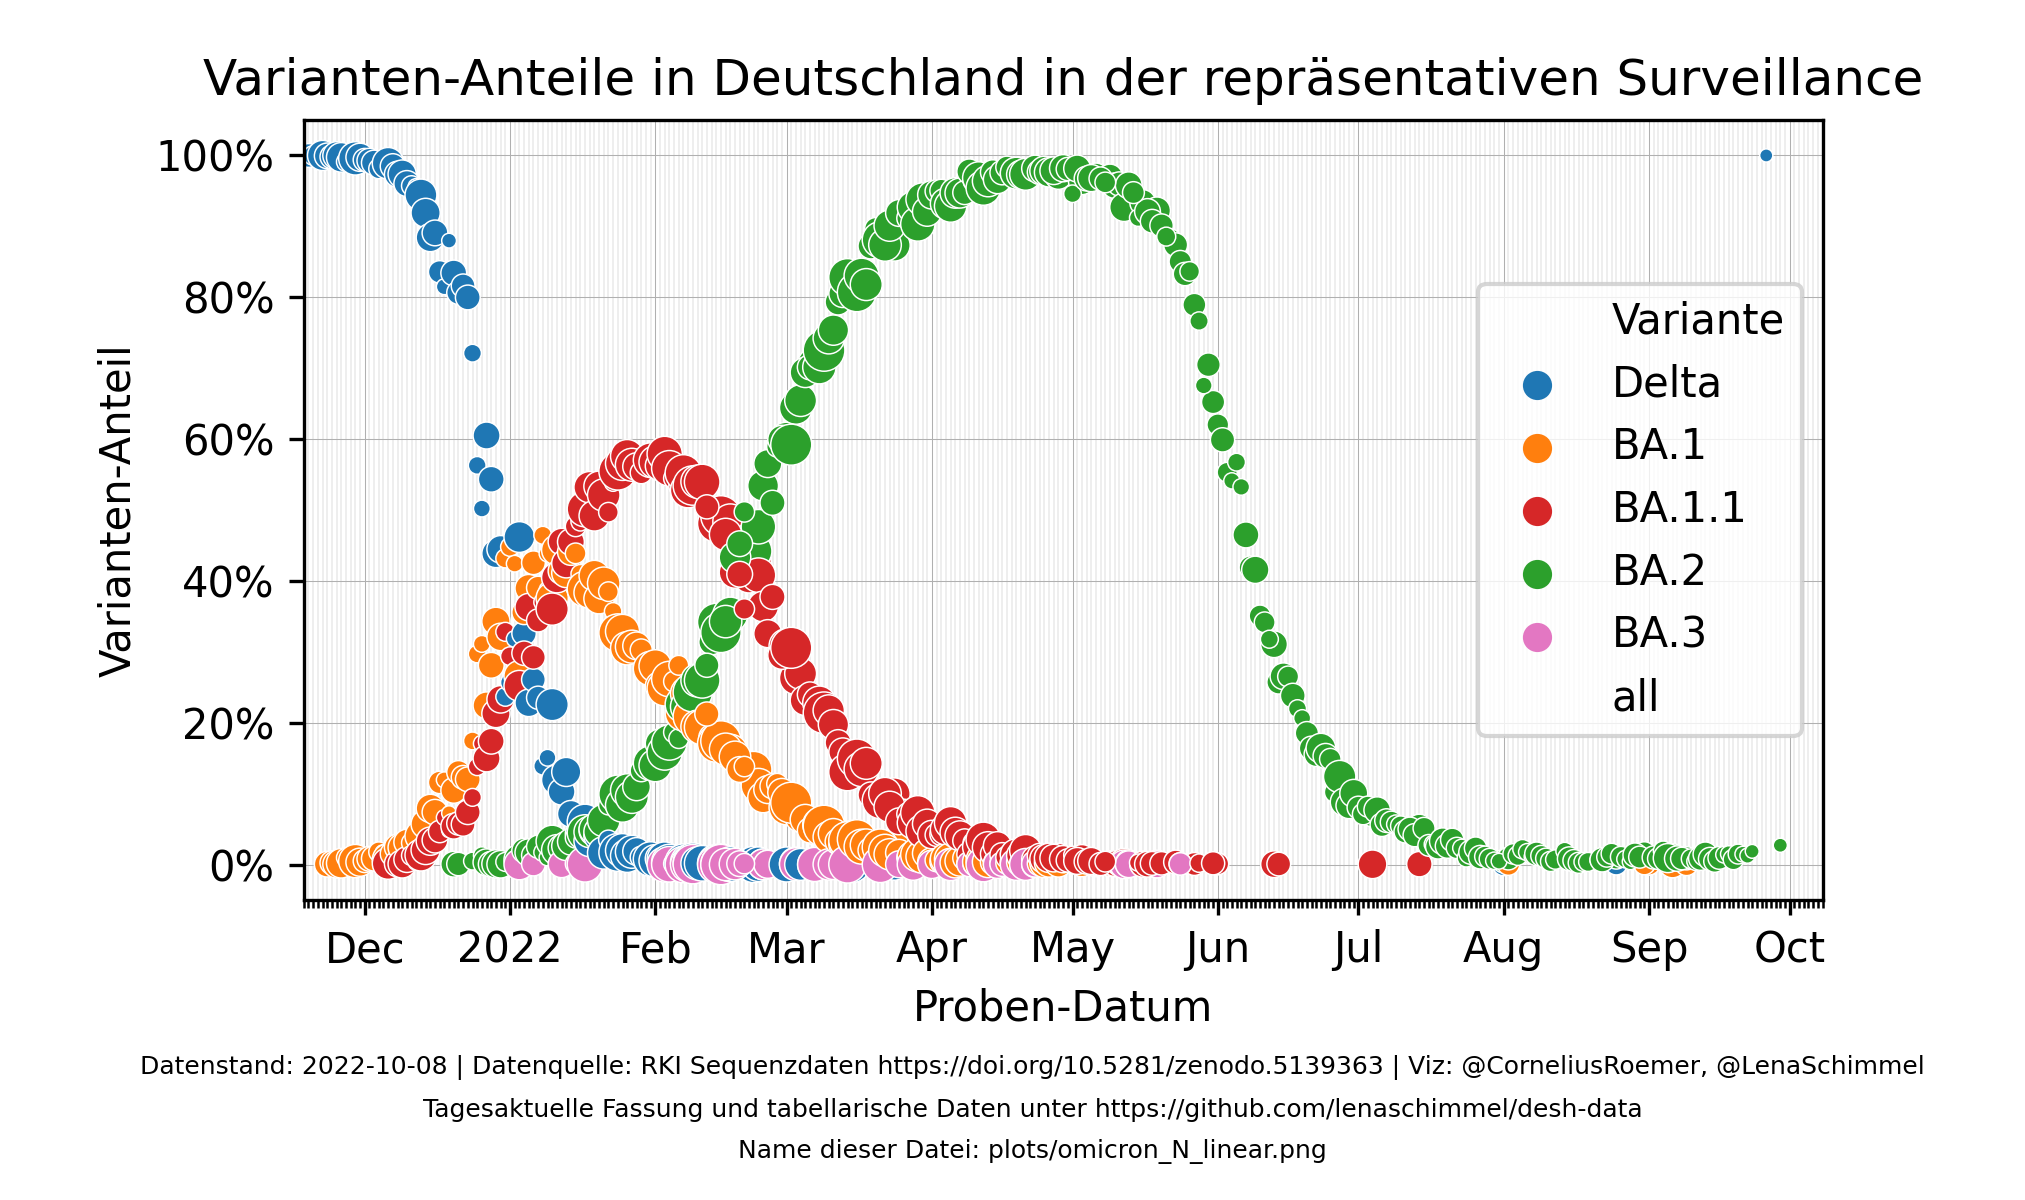 Varianten-Anteile in Deutschland in der repräsentativen Surveillance
100%
80%
60%
40%
20%
0%
Varianten-Anteil
Variante
Delta
BA.1
BA.1.1
BA.2
BA.3
all
Dec 2022 Feb Mar Apr May Jun Jul Aug Sep Oct
Proben-Datum
Datenstand: 2022-10-08 | Datenquelle: RKI Sequenzdaten https://doi.org/10.5281/zenodo.5139363 | Viz: @CorneliusRoemer, @LenaSchimmel
Tagesaktuelle Fassung und tabellarische Daten unter https://github.com/lenaschimmel/desh-data
Name dieser Datei: plots/omicron_N_linear.png